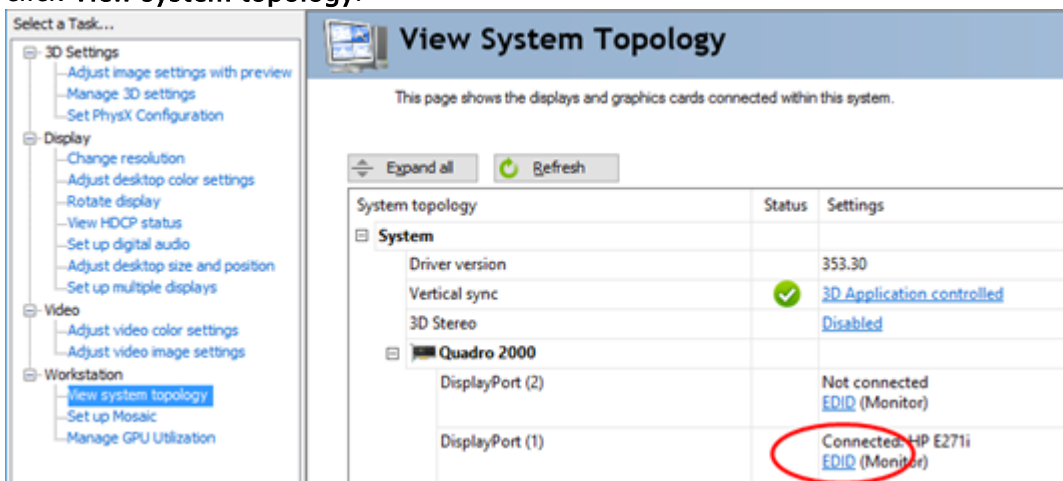 Click View system topology.
Select a Task...
3D Settings
Adjust image settings with preview
Manage 3D settings
Set PhysX Configuration
Display
Change resolution
Adjust desktop color settings
Rotate display
View HDCP status
Set up digital audio
Adjust desktop size and position
Set up multiple displays
Video
Adjust video color settings
Adjust video image settings
Workstation
View system topology
Set up Mosaic
Manage GPU Utilization
View System Topology
This page shows the displays and graphics cards connected within this system.
Expand all Refresh
System topology Status Settings
System
Driver version 353.30
Vertical sync 3D Application controlled
3D Stereo Disabled
Quadro 2000
DisplayPort (2) Not connected
EDID (Monitor)
DisplayPort (1) Connected: HP E271i
EDID (Monitor)